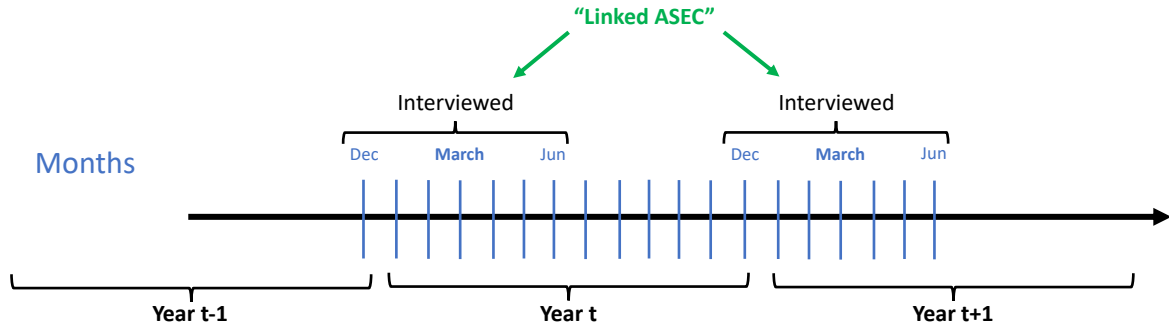 “Linked ASEC”
Interviewed Interviewed
Months Dec March Jun Dec March Jun
Year t-1 Year t Year t+1